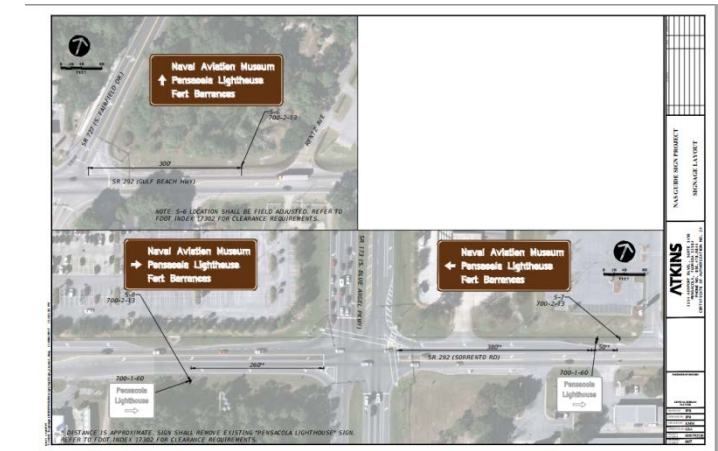 Naval Aviation Museum
Pensacola Lighthouse
Fort Barrancas
S-6
700-2-13
SR 727 (S. FAIRFIELD DR.)
RENTZ AVE
300'
SR 292 (GULF BEACH HWY)
NOTE: S-6 LOCATION SHALL BE FIELD ADJUSTED. REFER TO
FDOT INDEX 17302 FOR CLEARANCE REQUIREMENTS.
Naval Aviation Museum
Pensacola Lighthouse
Fort Barrancas
700-2-13
SR 173 (S. BLUE ANGEL PKWY)
Naval Aviation Museum
Pensacola Lighthouse
Fort Barrancas
S-7
700-2-13
260'*
380'*
50'*
SR 292 (SORRENTO RD)
700-1-60
Pensacola
Lighthouse
700-1-60
Pensacola
Lighthouse
* DISTANCE IS APPROXIMATE. SIGN SHALL REMOVE EXISTING "PENSACOLA LIGHTHOUSE" SIGN.
REFER TO FDOT INDEX 17302 FOR CLEARANCE REQUIREMENTS.
NAS GUIDE SIGN PROJECT
SIGNAGE LAYOUT
ATKINS